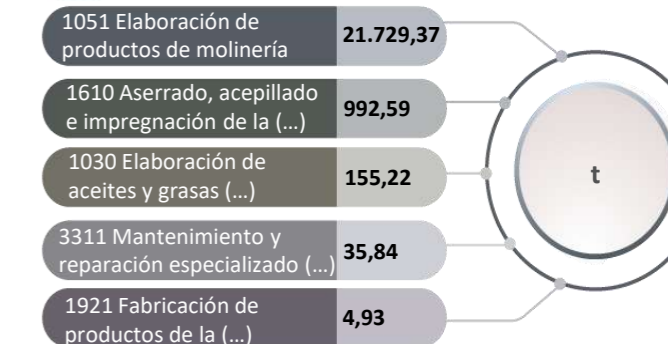 1051 Elaboración de
productos de molinería
21.729,37
1610 Aserrado, acepillado
e impregnación de la (...)
992,59
1030 Elaboración de
aceites y grasas (...)
155,22
3311 Mantenimiento y
reparación especializado (...)
35,84
1921 Fabricación de
productos de la (...)
4,93
t